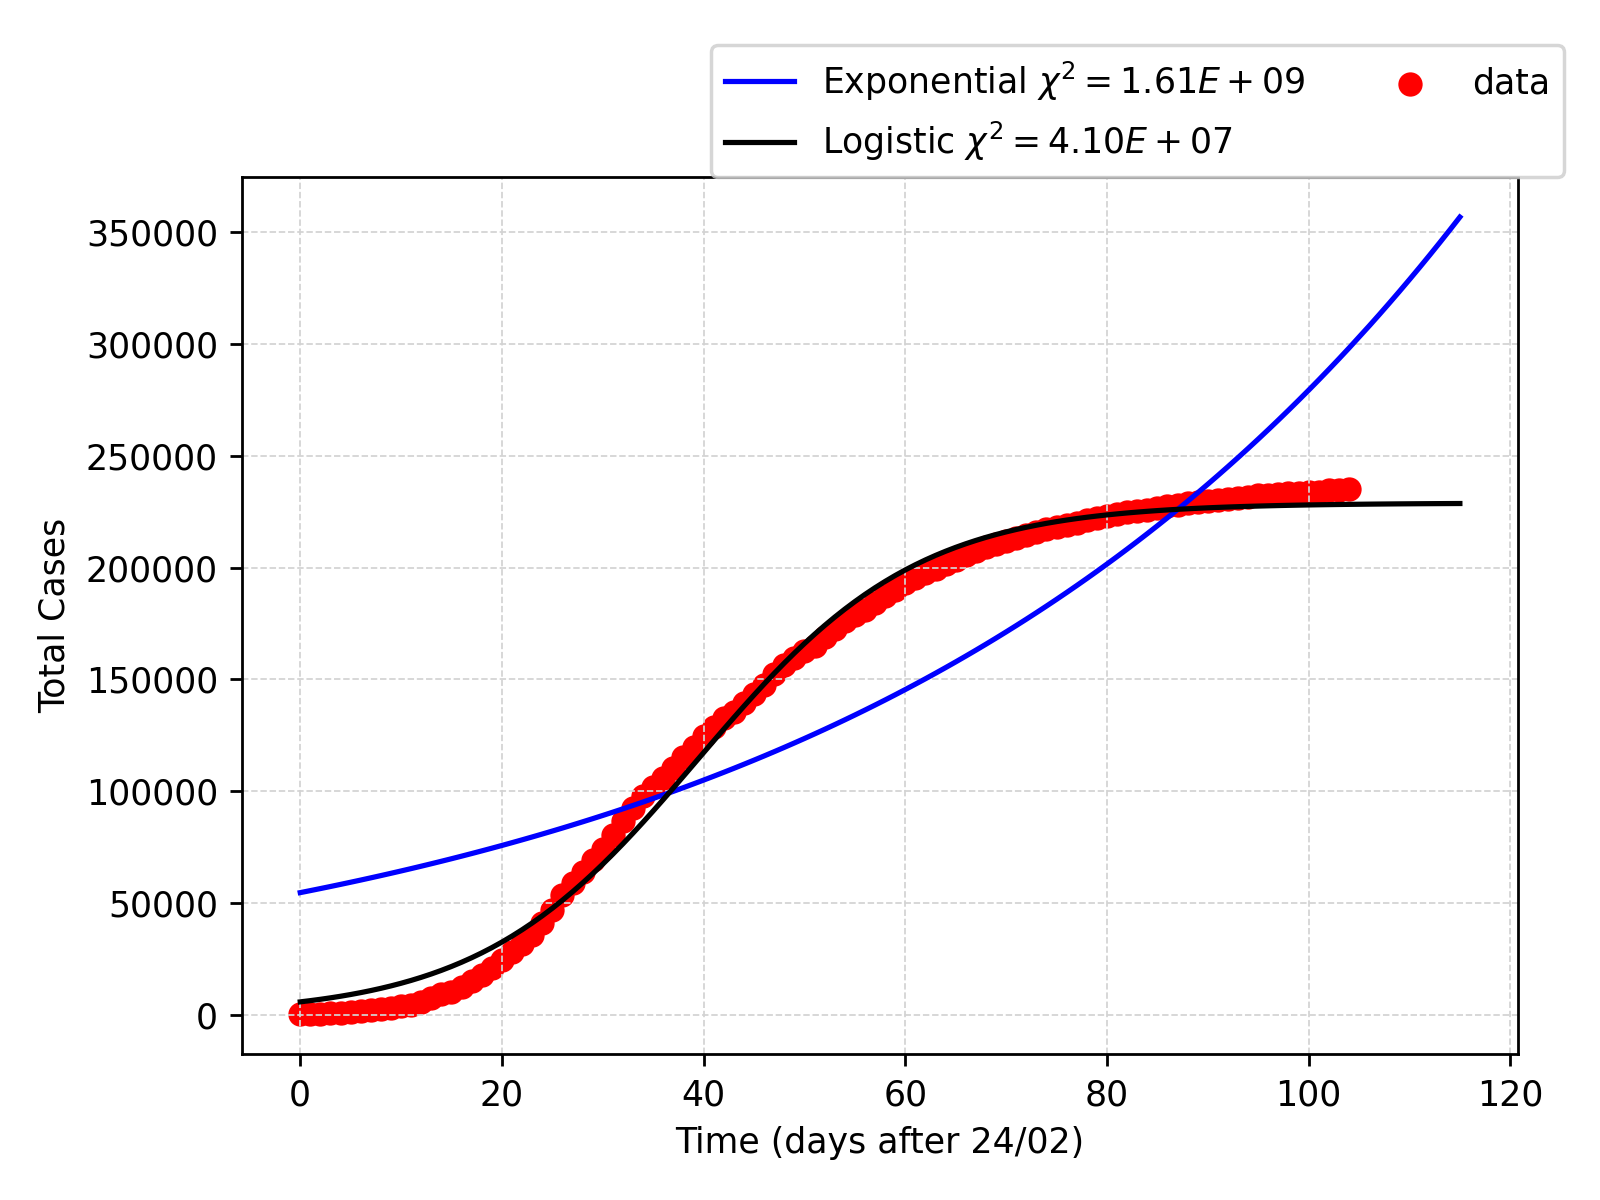 Exponential χ² = 1.61E + 09
data
Logistic χ² = 4.10E + 07
350000
300000
250000
200000
150000
100000
50000
0
Total Cases
0 20 40 60 80 100 120
Time (days after 24/02)